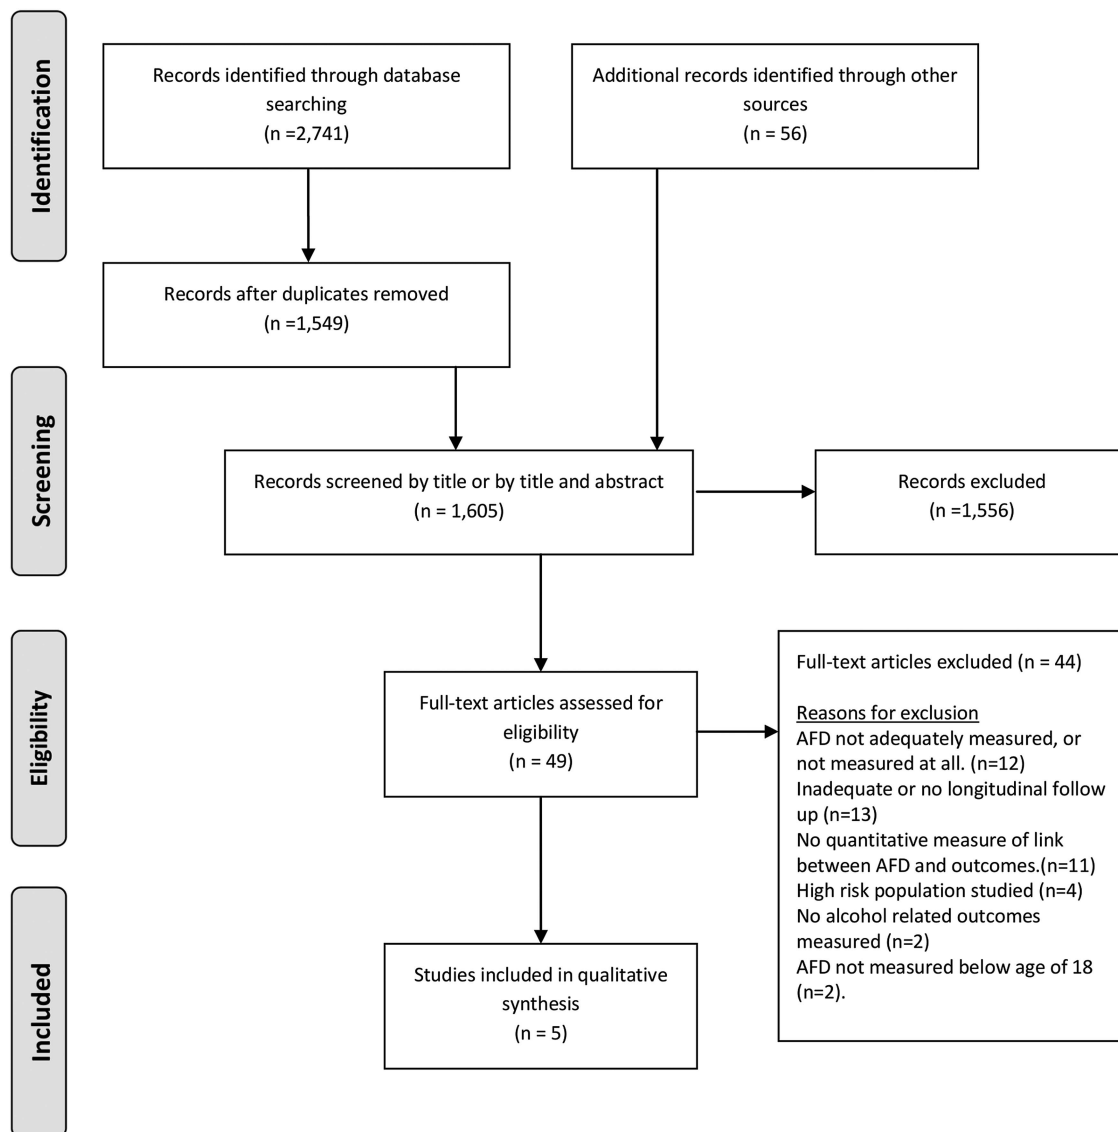 Identification
Records identified through database
searching
(n =2,741)
Additional records identified through other
sources
(n = 56)
Records after duplicates removed
(n =1,549)
Screening
Records screened by title or by title and abstract
(n = 1,605)
Records excluded
(n =1,556)
Eligibility
Full-text articles assessed for
eligibility
(n = 49)
Full-text articles excluded (n = 44)
Reasons for exclusion
AFD not adequately measured, or
not measured at all. (n=12)
Inadequate or no longitudinal follow
up (n=13)
No quantitative measure of link
between AFD and outcomes.(n=11)
High risk population studied (n=4)
No alcohol related outcomes
measured (n=2)
AFD not measured below age of 18
(n=2).
Included
Studies included in qualitative
synthesis
(n = 5)